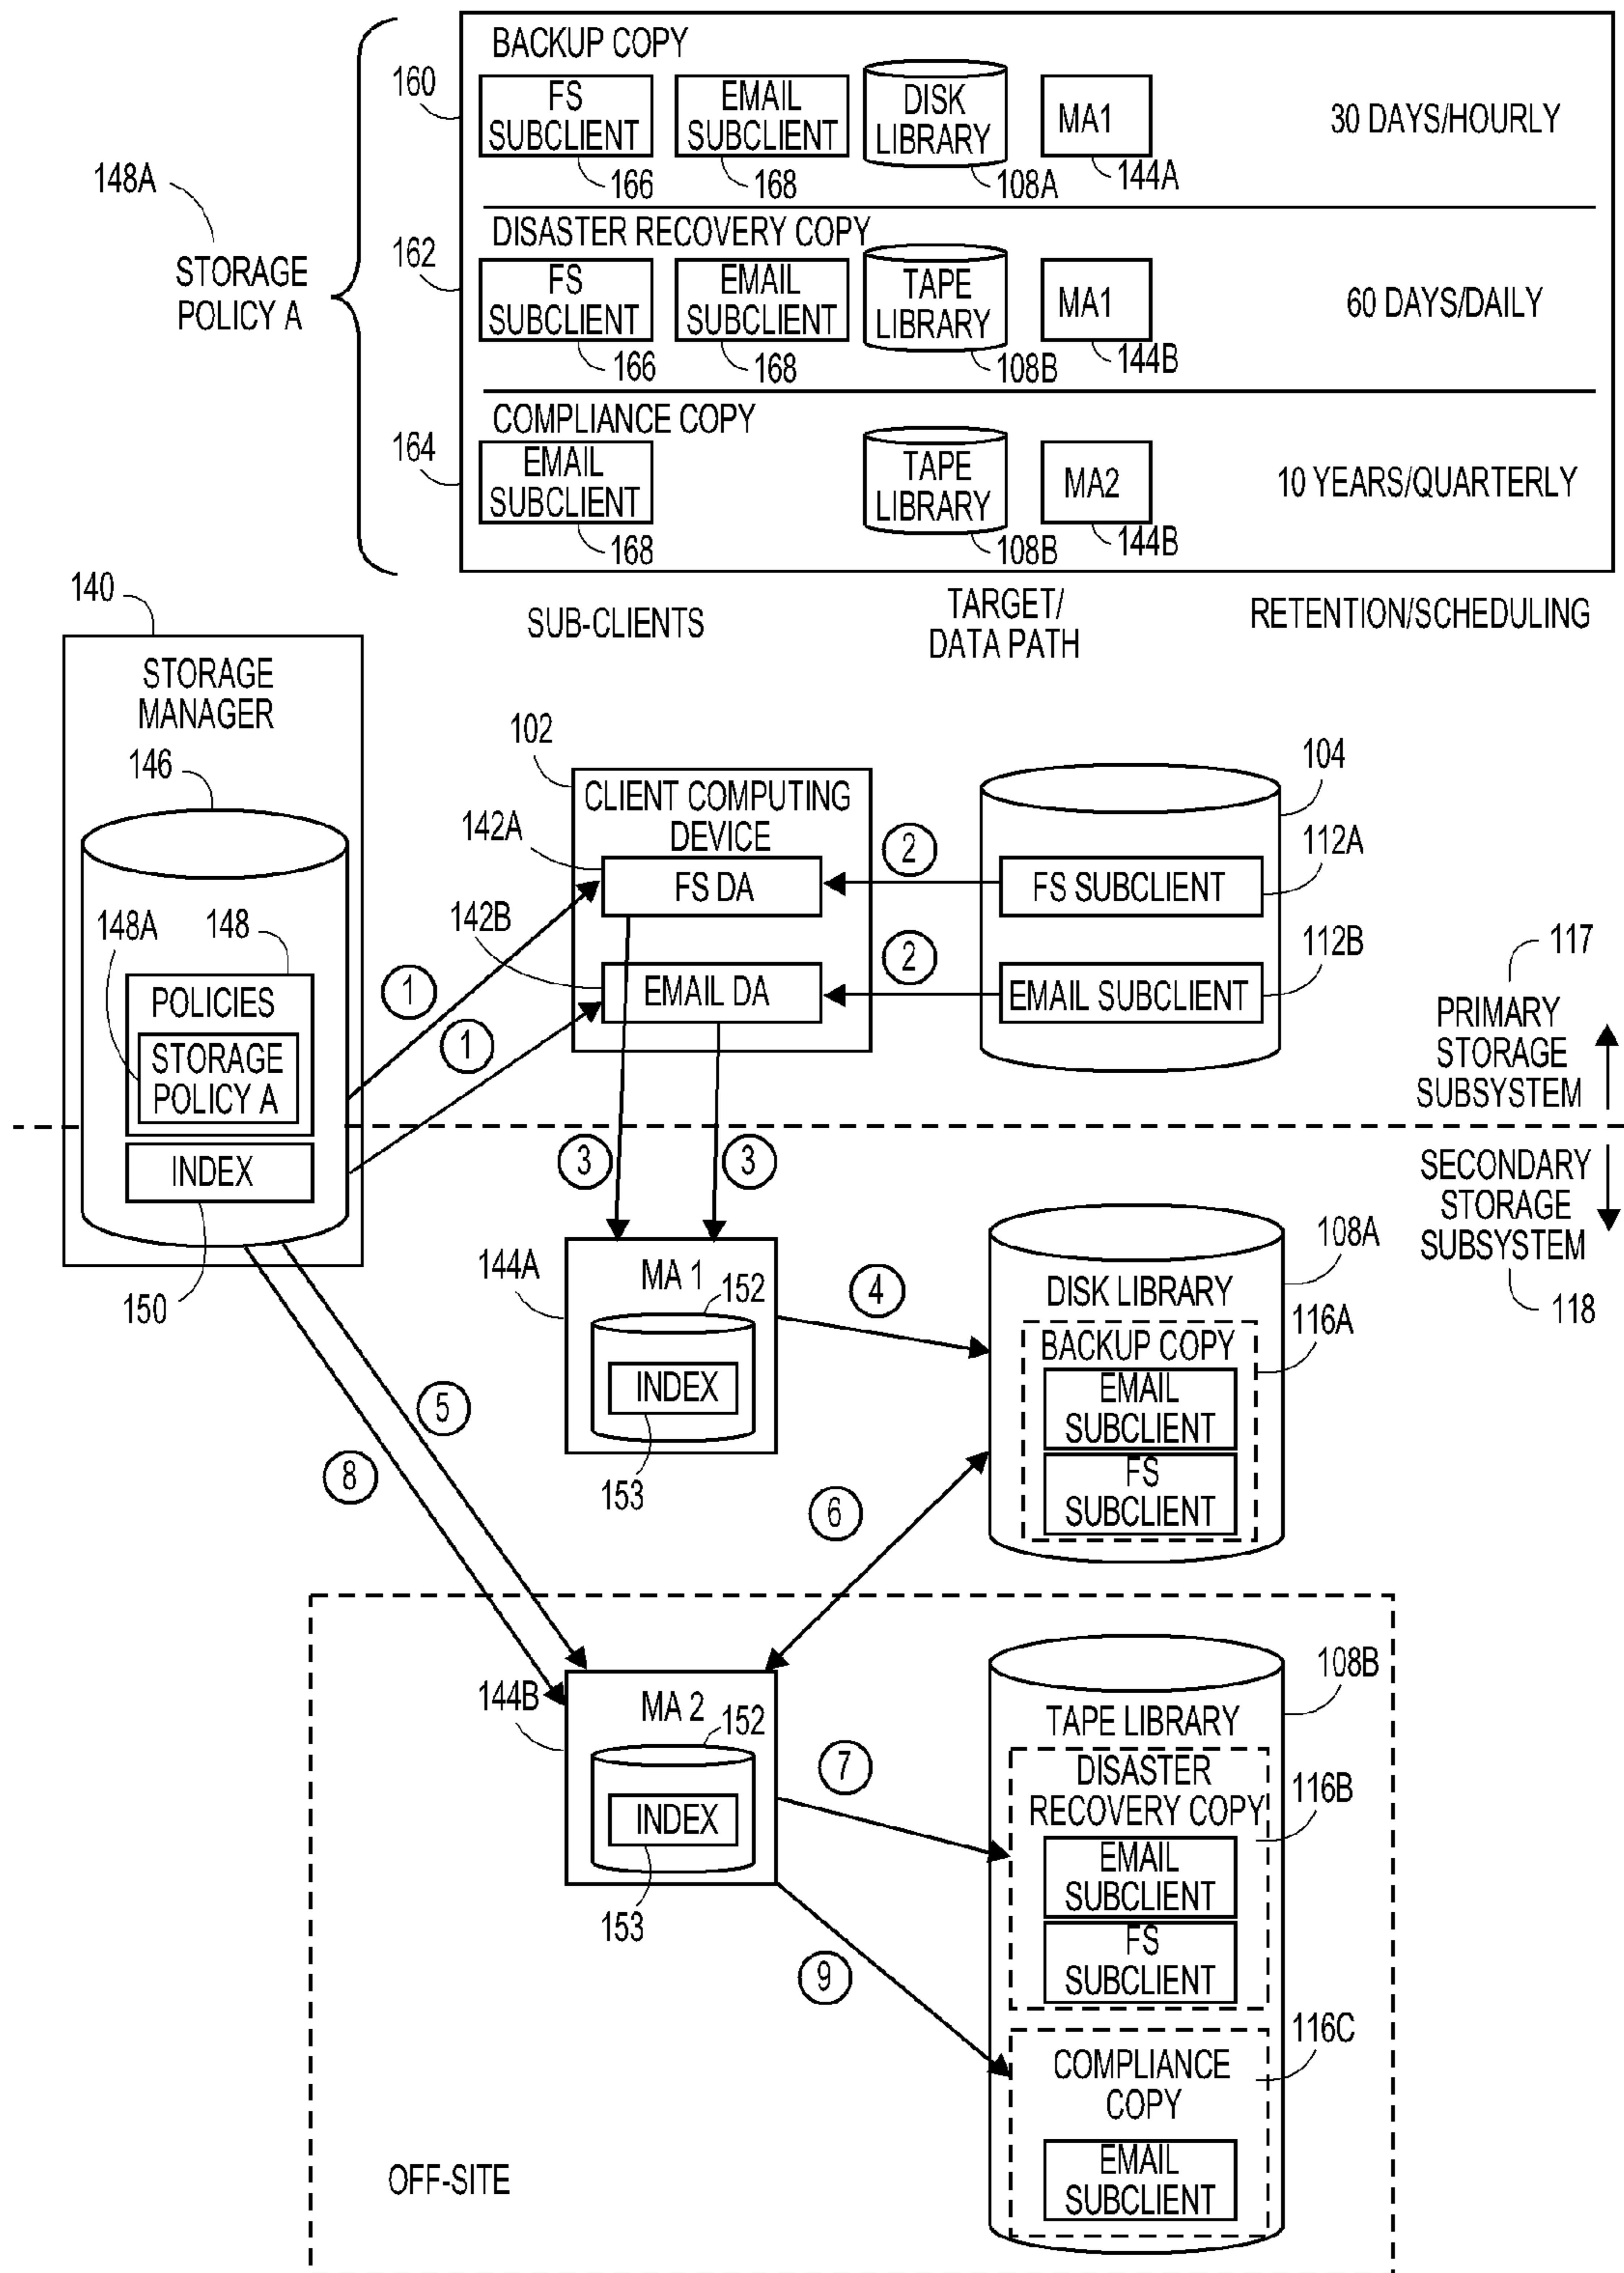 BACKUP COPY
160
FS
SUBCLIENT
166
EMAIL
SUBCLIENT
168
DISK
LIBRARY
108A
MA1
144A
30 DAYS/HOURLY
148A
STORAGE
POLICY A
DISASTER RECOVERY COPY
162
FS
SUBCLIENT
166
EMAIL
SUBCLIENT
168
TAPE
LIBRARY
108B
MA1
144B
60 DAYS/DAILY
COMPLIANCE COPY
164
EMAIL
SUBCLIENT
168
TAPE
LIBRARY
108B
MA2
144B
10 YEARS/QUARTERLY
SUB-CLIENTS
TARGET/
DATA PATH
RETENTION/SCHEDULING
140
STORAGE
MANAGER
146
148A
148
POLICIES
STORAGE
POLICY A
INDEX
150
102
CLIENT COMPUTING
DEVICE
142A
FS DA
142B
EMAIL DA
104
112A
FS SUBCLIENT
112B
EMAIL SUBCLIENT
1
1
2
2
117
PRIMARY
STORAGE
SUBSYSTEM
SECONDARY
STORAGE
SUBSYSTEM
118
3
3
144A
MA 1
152
INDEX
153
4
108A
DISK LIBRARY
116A
BACKUP COPY
EMAIL
SUBCLIENT
FS
SUBCLIENT
5
8
6
144B
MA 2
152
INDEX
153
7
9
108B
TAPE LIBRARY
DISASTER
RECOVERY COPY
116B
EMAIL
SUBCLIENT
FS
SUBCLIENT
116C
COMPLIANCE
COPY
EMAIL
SUBCLIENT
OFF-SITE